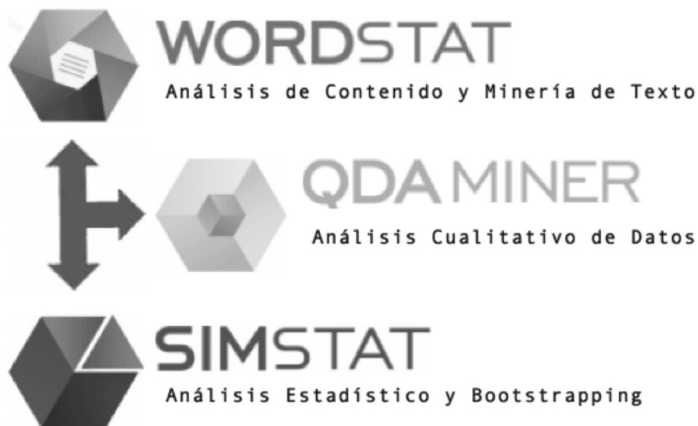 WORDSTAT
Análisis de Contenido y Minería de Texto
QDA MINER
Análisis Cualitativo de Datos
SIMSTAT
Análisis Estadístico y Bootstrapping